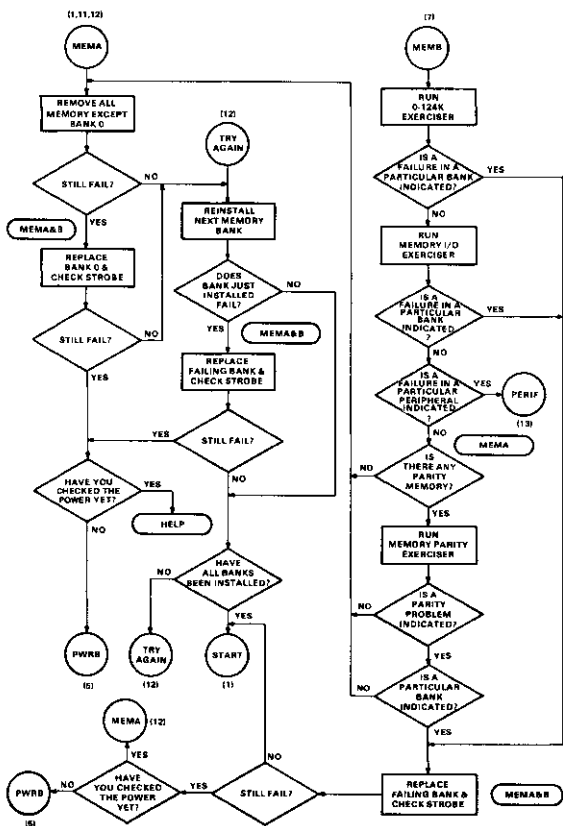 (1,11,12)
MEMA
REMOVE ALL
MEMORY EXCEPT
BANK 0
STILL FAIL?
NO
YES
MEMA&B
REPLACE
BANK 0 &
CHECK STROBE
STILL FAIL?
NO
YES
HAVE YOU
CHECKED THE
POWER YET?
YES
HELP
NO
PWRB
(5)
(12)
TRY
AGAIN
REINSTALL
NEXT MEMORY
BANK
DOES
BANK JUST
INSTALLED
FAIL?
NO
YES
MEMA&B
REPLACE
FAILING BANK &
CHECK STROBE
STILL FAIL?
YES
NO
HAVE
ALL BANKS
BEEN INSTALLED?
NO
YES
TRY
AGAIN
(12)
START
(1)
(7)
MEMB
RUN
0-124K
EXERCISER
IS A
FAILURE IN A
PARTICULAR BANK
INDICATED?
YES
NO
RUN
MEMORY I/O
EXERCISER
IS A
FAILURE IN A
PARTICULAR
BANK
INDICATED
?
YES
NO
IS A
FAILURE IN A
PARTICULAR
PERIPHERAL
INDICATED
?
YES
PERIF
(13)
NO
MEMA
IS
THERE ANY
PARITY
MEMORY?
NO
YES
RUN
MEMORY PARITY
EXERCISER
IS A
PARITY
PROBLEM
INDICATED?
NO
YES
IS A
PARTICULAR
BANK
INDICATED?
NO
YES
REPLACE
FAILING BANK
& CHECK STROBE
MEMA&B
STILL FAIL?
NO
YES
HAVE
YOU CHECKED
THE POWER
YET?
YES
MEMA
(12)
NO
PWRB
(5)